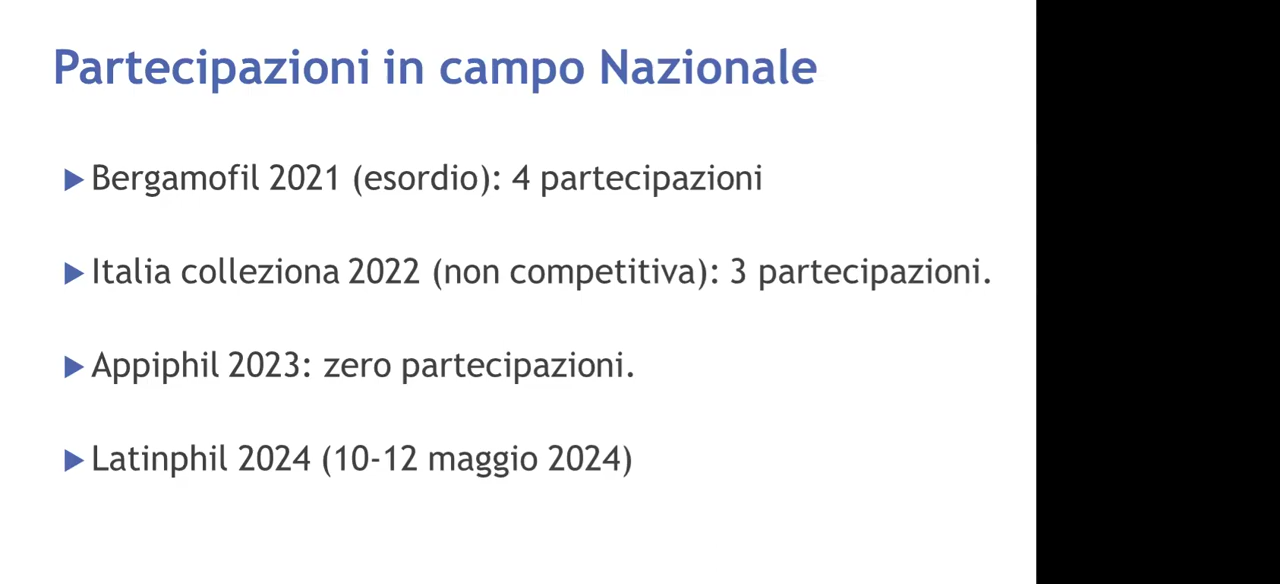 Partecipazioni in campo Nazionale
Bergamofil 2021 (esordio): 4 partecipazioni
Italia colleziona 2022 (non competitiva): 3 partecipazioni.
Appiphil 2023: zero partecipazioni.
Latinphil 2024 (10-12 maggio 2024)